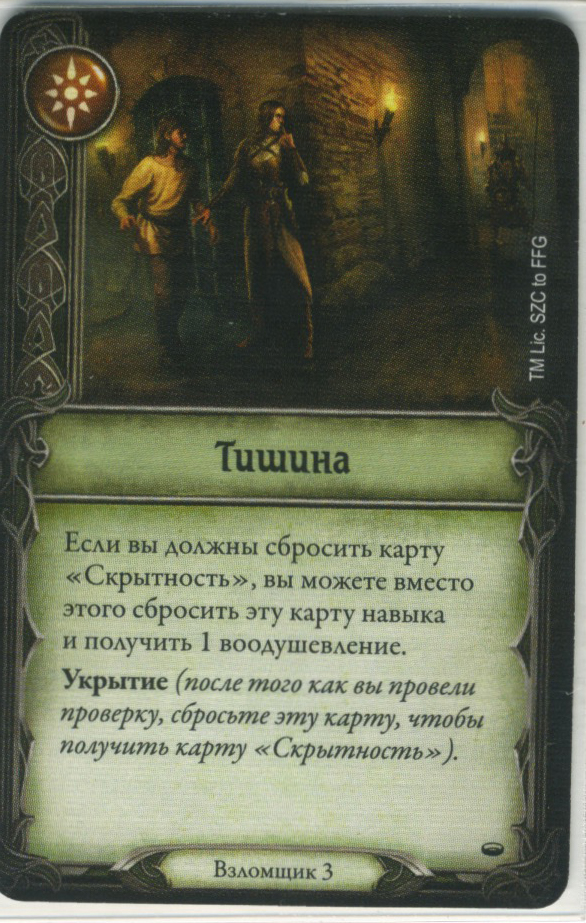 TM Lic. SZC to FFG
Тишина
Если вы должны сбросить карту
«Скрытность», вы можете вместо
этого сбросить эту карту навыка
и получить 1 воодушевление.
Укрытие (после того как вы провели
проверку, сбросьте эту карту, чтобы
получить карту «Скрытность»).
Взломщик 3